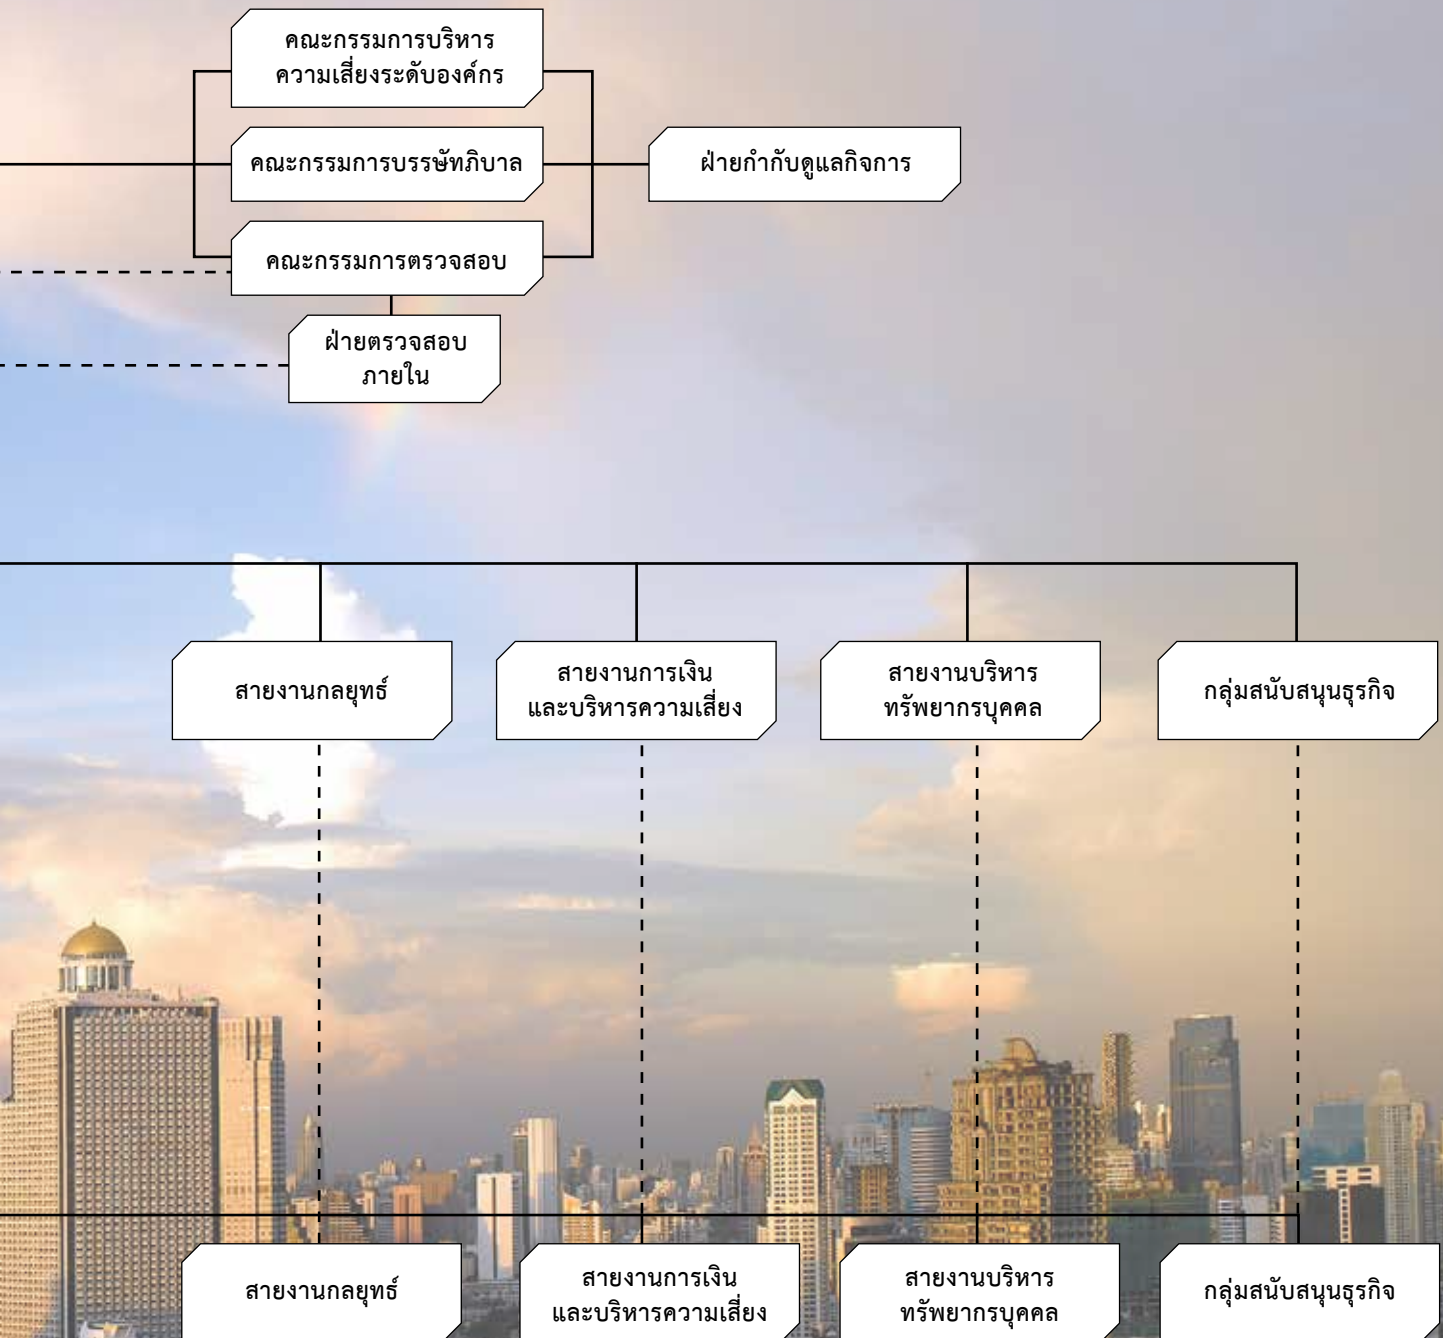 คณะกรรมการบริหาร
ความเสี่ยงระดับองค์กร
คณะกรรมการบรรษัทภิบาล
ฝ่ายกำกับดูแลกิจการ
คณะกรรมการตรวจสอบ
ฝ่ายตรวจสอบ
ภายใน
สายงานกลยุทธ์
สายงานการเงิน
และบริหารความเสี่ยง
สายงานบริหาร
ทรัพยากรบุคคล
กลุ่มสนับสนุนธุรกิจ
สายงานกลยุทธ์
สายงานการเงิน
และบริหารความเสี่ยง
สายงานบริหาร
ทรัพยากรบุคคล
กลุ่มสนับสนุนธุรกิจ